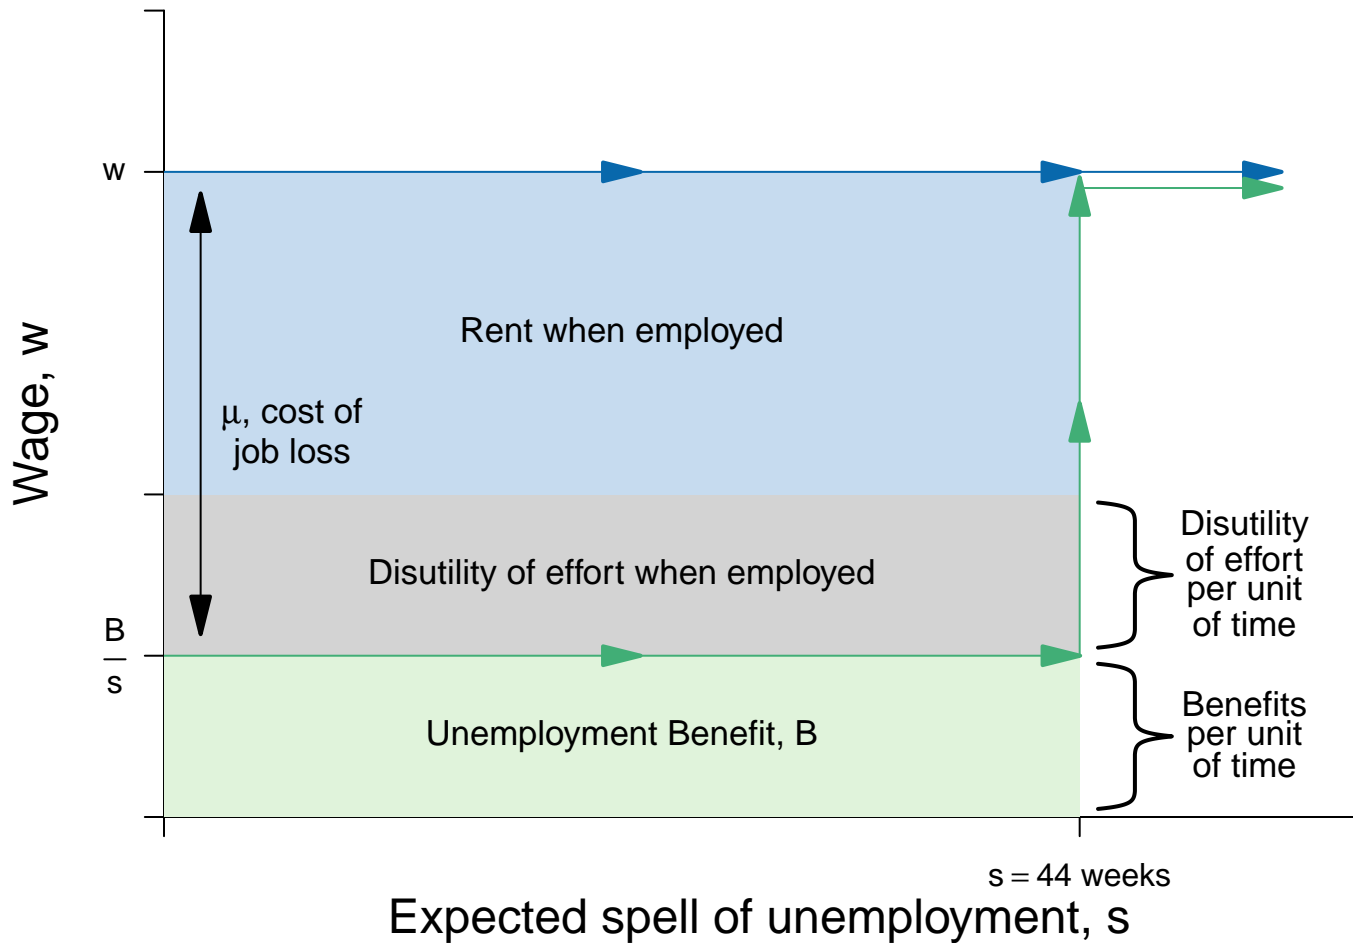 w
Rent when employed
Wage, w
μ, cost of
job loss
Disutility
of effort
per unit
of time
Disutility of effort when employed
B
s
Unemployment Benefit, B
Benefits
per unit
of time
s = 44 weeks
Expected spell of unemployment, s